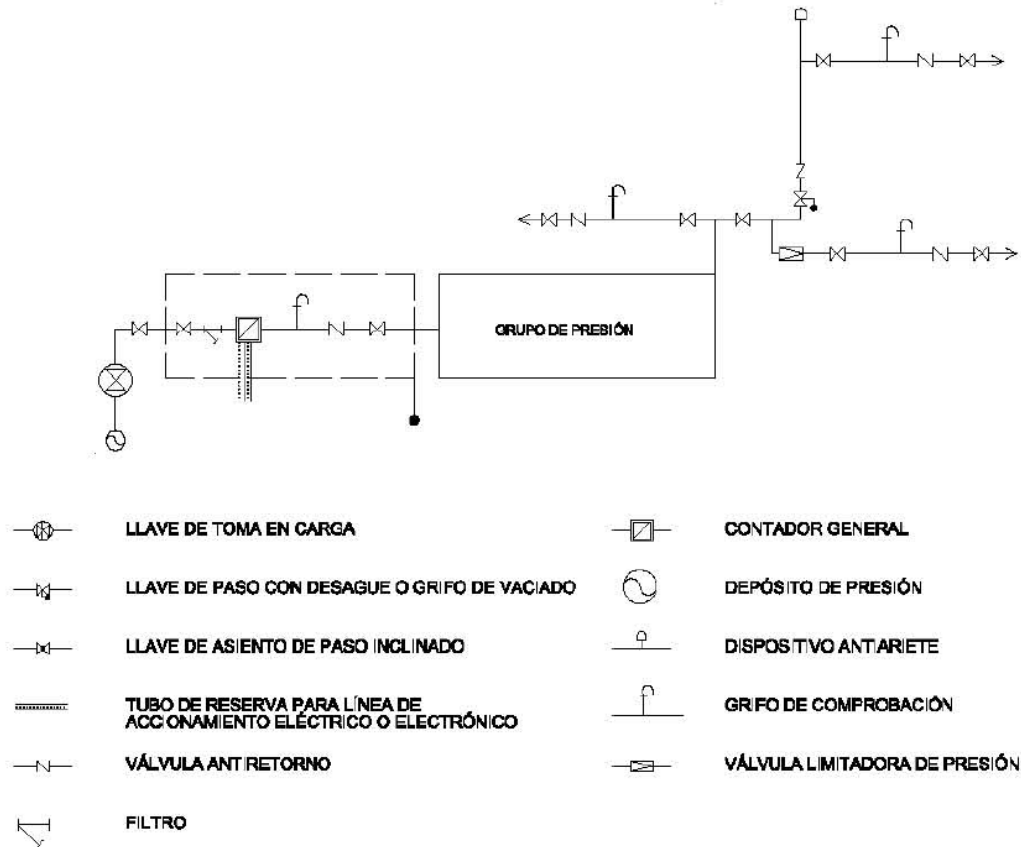 GRUPO DE PRESIÓN
LLAVE DE TOMA EN CARGA
LLAVE DE PASO CON DESAGUE O GRIFO DE VACIADO
LLAVE DE ASIENTO DE PASO INCLINADO
TUBO DE RESERVA PARA LÍNEA DE
ACCIONAMIENTO ELÉCTRICO O ELECTRÓNICO
VÁLVULA ANTIRETORNO
FILTRO
CONTADOR GENERAL
DEPÓSITO DE PRESIÓN
DISPOSITIVO ANTIARIETE
GRIFO DE COMPROBACIÓN
VÁLVULA LIMITADORA DE PRESIÓN